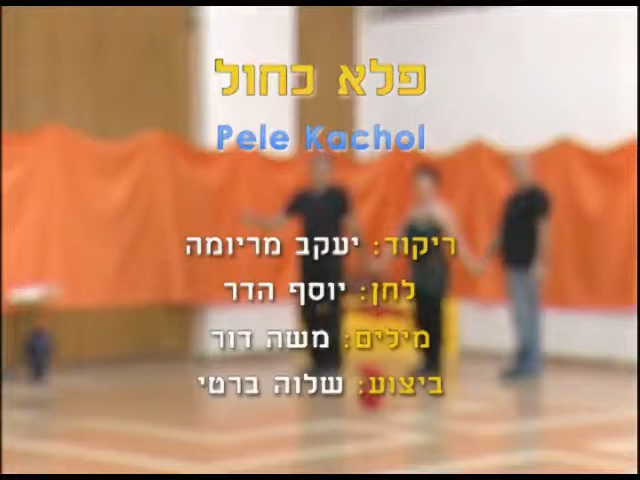 פלא כחול
Pele Kachol
ריקוד: יעקב מריומה
לחן: יוסף הדר
מילים: משה דור
ביצוע: שלוה ברטי